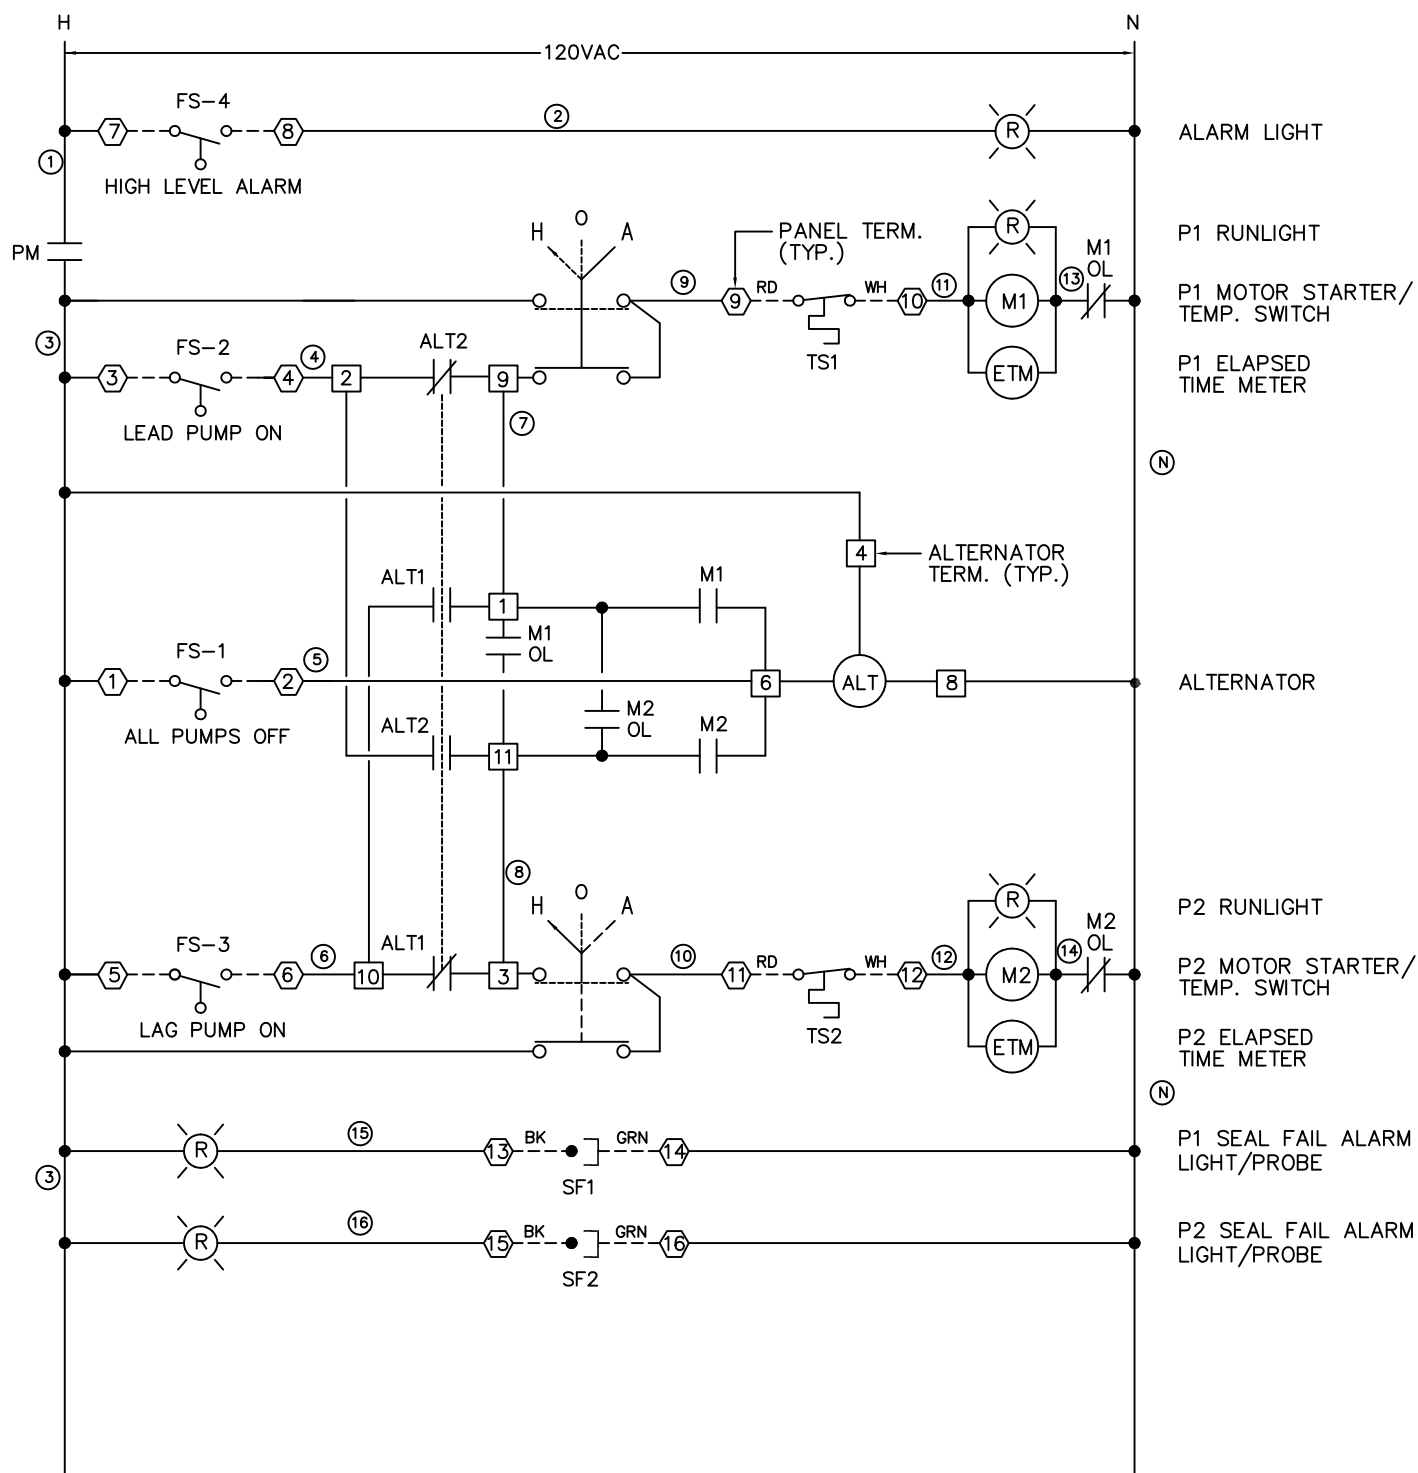 H N
120VAC
FS-4 2
7 8 R ALARM LIGHT
1
HIGH LEVEL ALARM
O
H A PANEL TERM.
(TYP.)
R P1 RUNLIGHT
PM
M1
OL
9 9 RD WH 10 11 M1 13 P1 MOTOR STARTER/
TEMP. SWITCH
TS1
3 FS-2 4 ALT2
3 4 2 9 ETM P1 ELAPSED
TIME METER
LEAD PUMP ON 7
N
4 ALTERNATOR
TERM. (TYP.)
ALT1 M1
1
M1
OL
FS-1 5
1 2 6 ALT 8 ALTERNATOR
ALL PUMPS OFF ALT2 M2
OL M2
11
8
O
H A
R P2 RUNLIGHT
M2
OL
FS-3 6 ALT1 10 12 14
5 6 10 3 11 RD WH 12 M2 P2 MOTOR STARTER/
TEMP. SWITCH
LAG PUMP ON TS2
ETM P2 ELAPSED
TIME METER
N
15
R 13 BK GRN 14 P1 SEAL FAIL ALARM
LIGHT/PROBE
3 SF1
16
R 15 BK GRN 16 P2 SEAL FAIL ALARM
LIGHT/PROBE
SF2